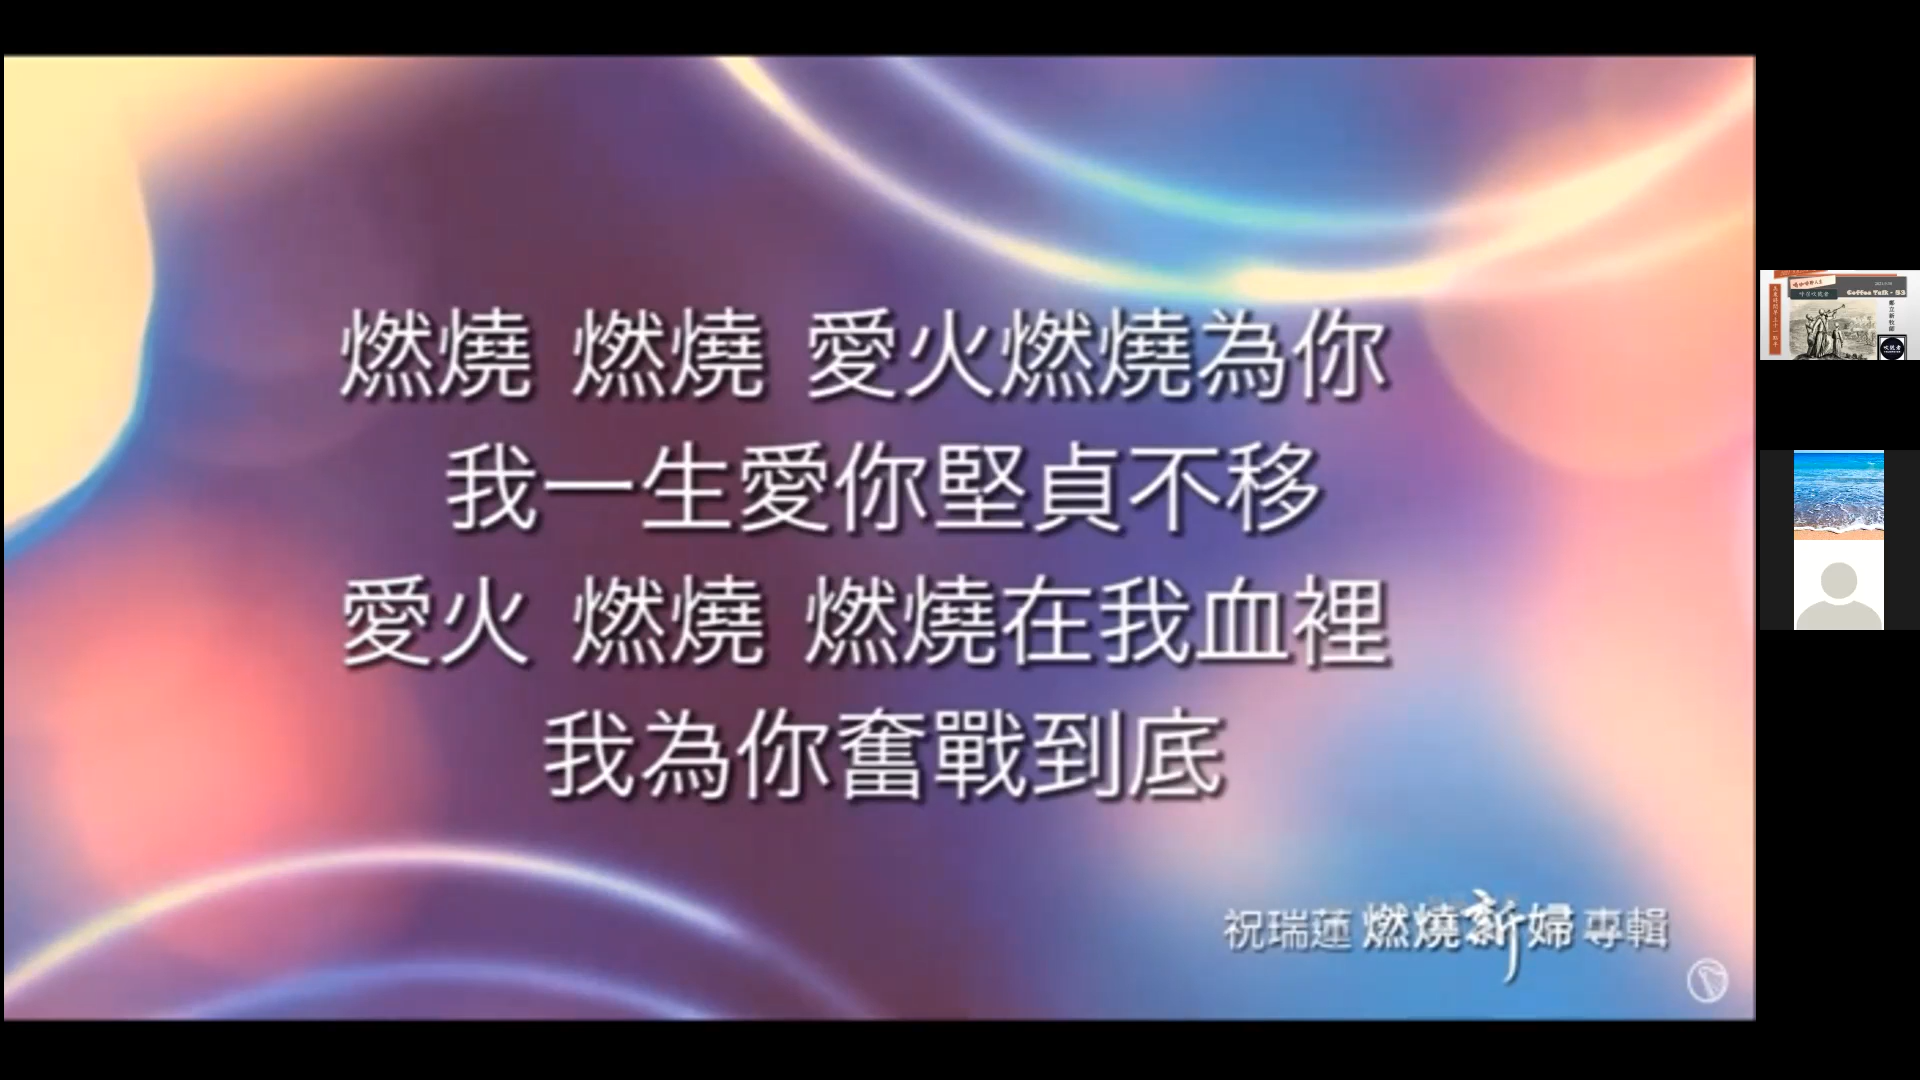 燃燒 燃燒 愛火燃燒為你
我一生愛你堅貞不移
愛火 燃燒 燃燒在我血裡
我為你奮戰到底
祝瑞蓮 燃燒新婦 專輯
Coffee Talk - 53